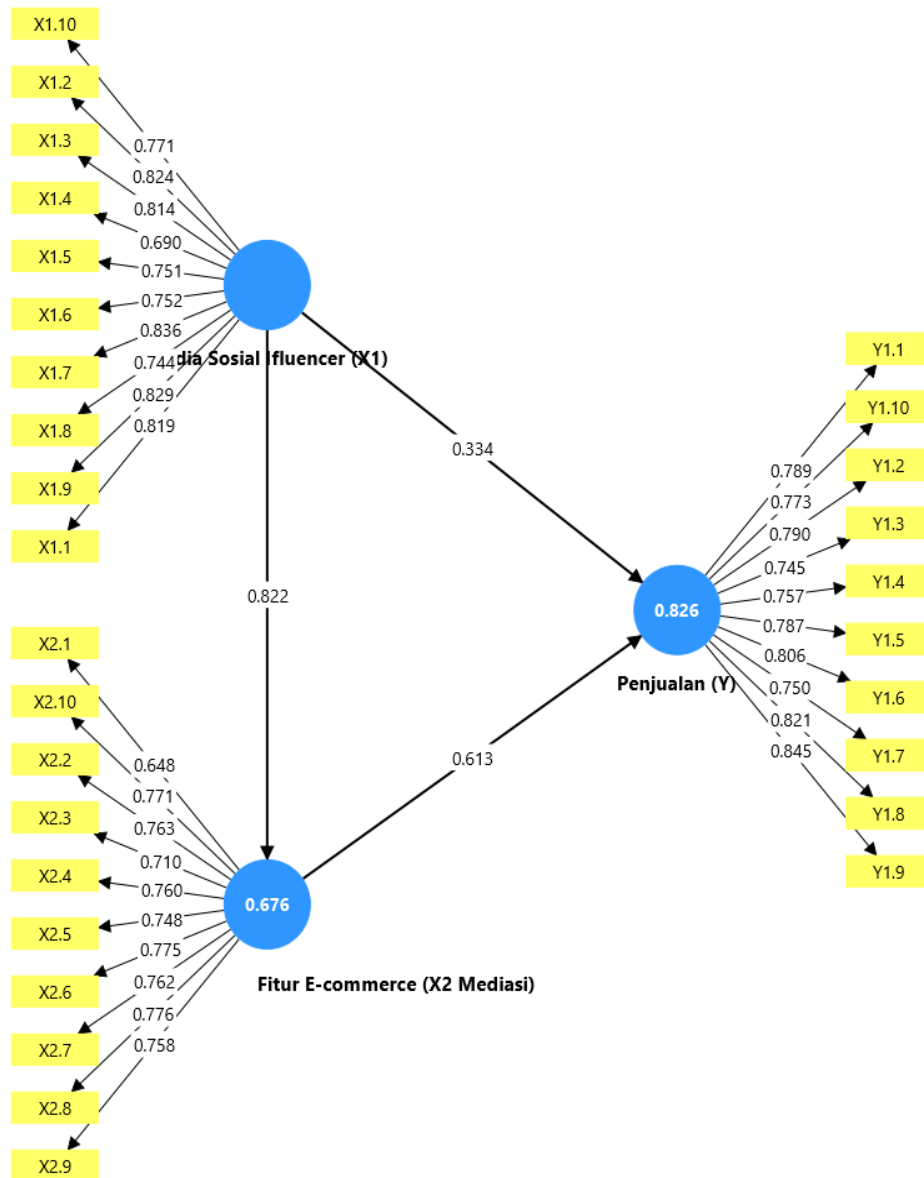 X1.10
X1.2
X1.3
X1.4
X1.5
X1.6
X1.7
X1.8
X1.9
X1.1
0.771
0.824
0.814
0.690
0.751
0.752
0.836
0.744
0.829
0.819
Sosial Ifluencer (X1)
0.334
0.822
0.613
X2.1
X2.10
X2.2
X2.3
X2.4
X2.5
X2.6
X2.7
X2.8
X2.9
0.648
0.771
0.763
0.710
0.760
0.748
0.775
0.762
0.776
0.758
0.676
Fitur E-commerce (X2 Mediasi)
0.826
Penjualan (Y)
0.789
0.773
0.790
0.745
0.757
0.787
0.806
0.750
0.821
0.845
Y1.1
Y1.10
Y1.2
Y1.3
Y1.4
Y1.5
Y1.6
Y1.7
Y1.8
Y1.9